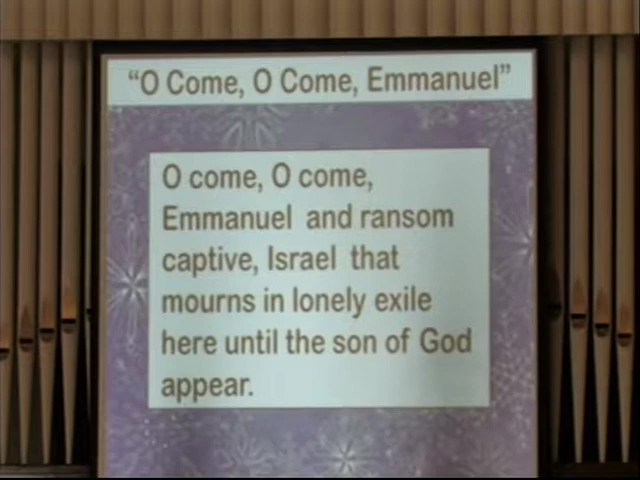 “O Come, O Come, Emmanuel”
O come, O come,
Emmanuel and ransom
captive, Israel that
mourns in lonely exile
here until the son of God
appear.